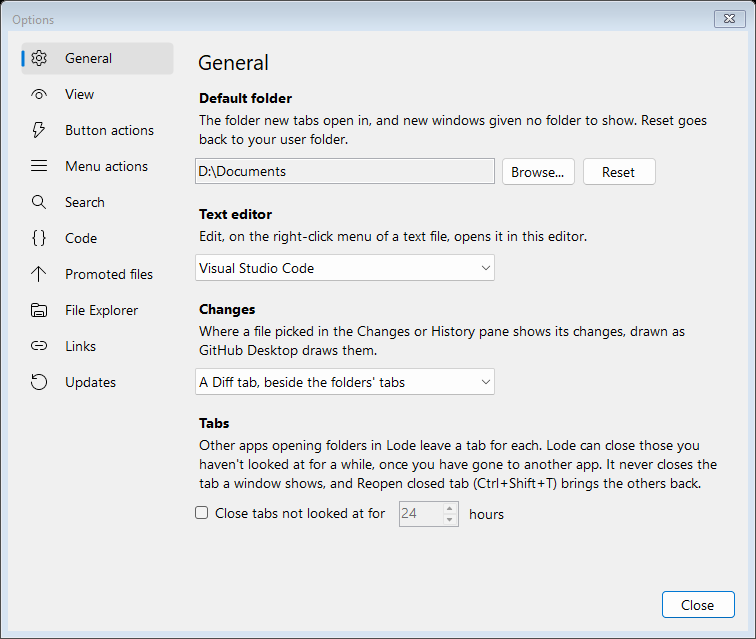 Options
General
View
Button actions
Menu actions
Search
{} Code
Promoted files
File Explorer
Links
Updates
General
Default folder
The folder new tabs open in, and new windows given no folder to show. Reset goes
back to your user folder.
D:\Documents
Browse...
Reset
Text editor
Edit, on the right-click menu of a text file, opens it in this editor.
Visual Studio Code
Changes
Where a file picked in the Changes or History pane shows its changes, drawn as
GitHub Desktop draws them.
A Diff tab, beside the folders' tabs
Tabs
Other apps opening folders in Lode leave a tab for each. Lode can close those you
haven't looked at for a while, once you have gone to another app. It never closes the
tab a window shows, and Reopen closed tab (Ctrl+Shift+T) brings the others back.
Close tabs not looked at for 24 hours
Close